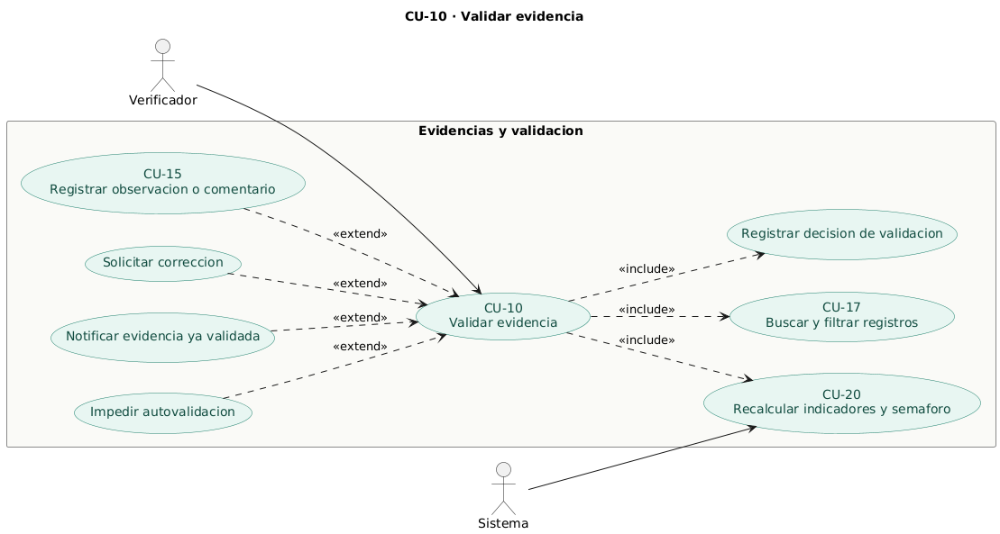 CU-10 · Validar evidencia
Verificador
Evidencias y validacion
CU-15
Registrar observacion o comentario
«extend»
Registrar decision de validacion
Solicitar correccion
«include»
«extend»
CU-10
Validar evidencia
«include»
CU-17
Buscar y filtrar registros
«extend»
Notificar evidencia ya validada
«include»
«extend»
CU-20
Recalcular indicadores y semaforo
Impedir autovalidacion
Sistema